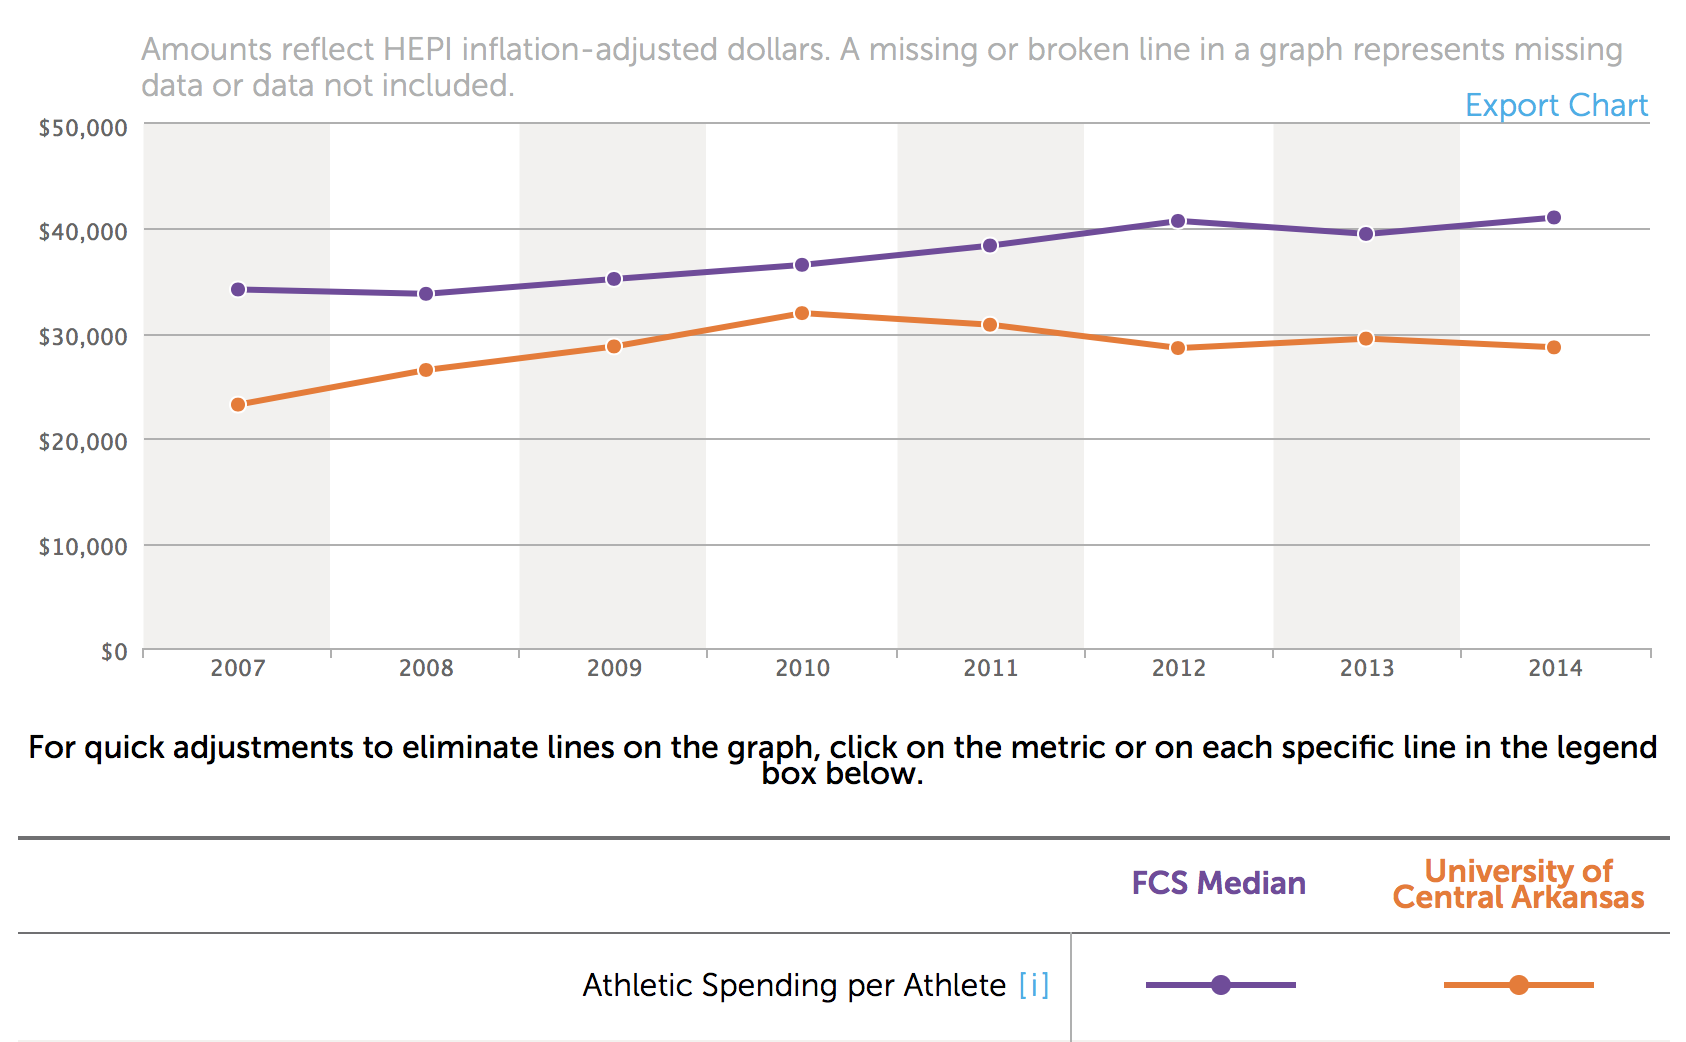 Amounts reflect HEPI inflation-adjusted dollars. A missing or broken line in a graph represents missing
data or data not included.
Export Chart
$50,000
$40,000
$30,000
$20,000
$10,000
$0
2007 2008 2009 2010 2011 2012 2013 2014
For quick adjustments to eliminate lines on the graph, click on the metric or on each specific line in the legend
box below.
FCS Median
University of
Central Arkansas
Athletic Spending per Athlete [i]